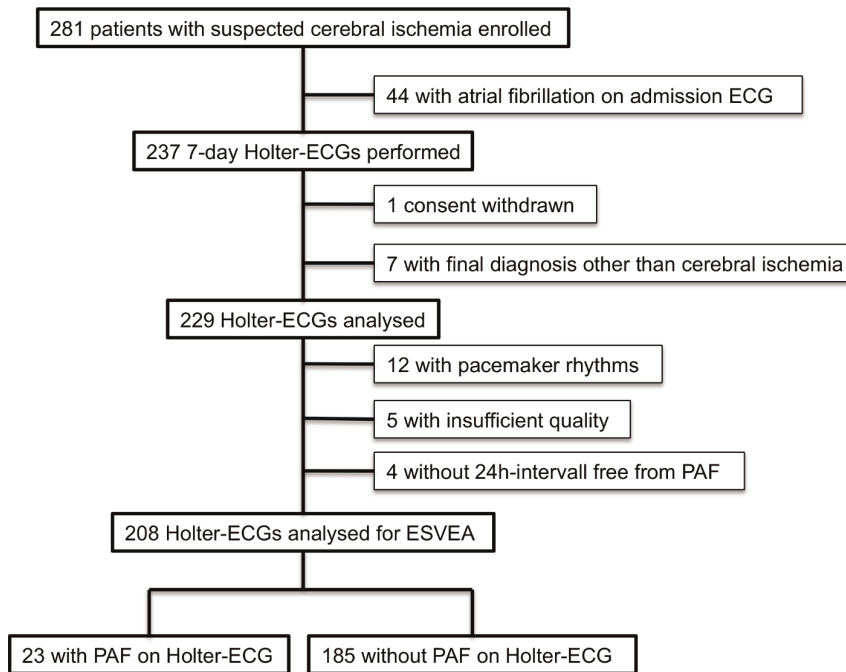 281 patients with suspected cerebral ischemia enrolled
44 with atrial fibrillation on admission ECG
237 7-day Holter-ECGs performed
1 consent withdrawn
7 with final diagnosis other than cerebral ischemia
229 Holter-ECGs analysed
12 with pacemaker rhythms
5 with insufficient quality
4 without 24h-intervall free from PAF
208 Holter-ECGs analysed for ESVEA
23 with PAF on Holter-ECG
185 without PAF on Holter-ECG